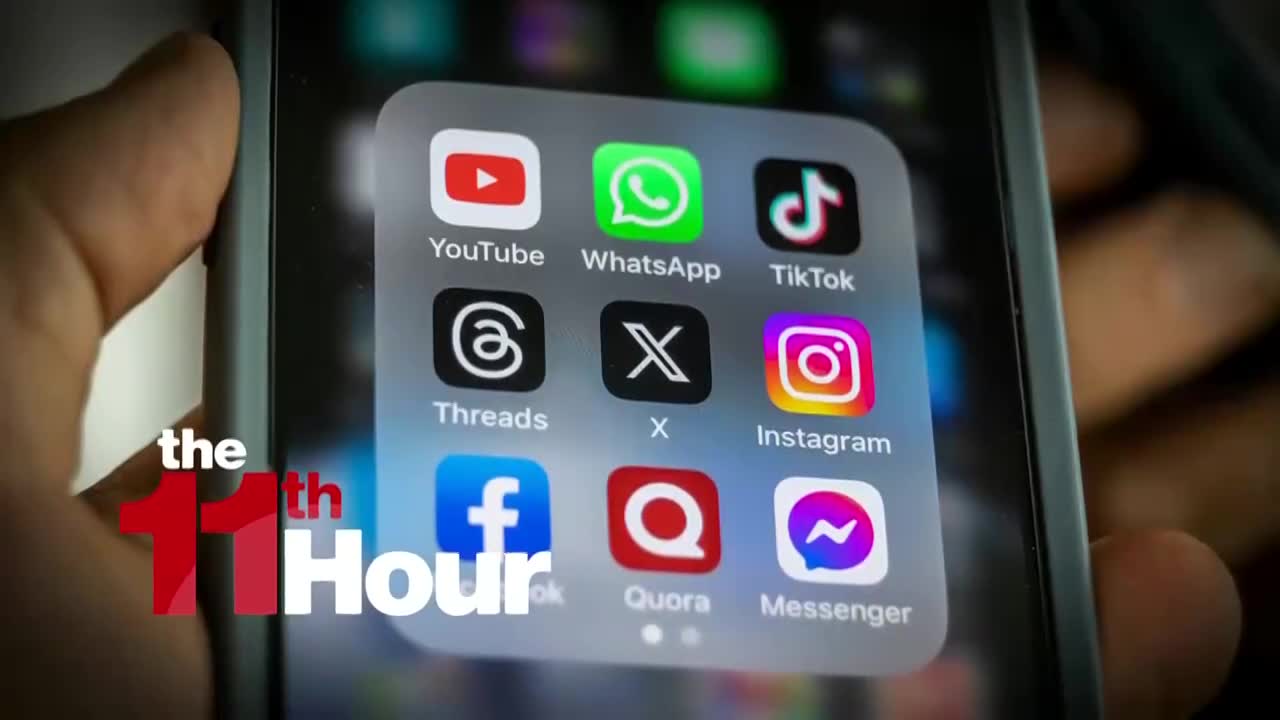 YouTube
WhatsApp
TikTok
Threads
X
Instagram
Quora
Messenger
the
11th
Hour